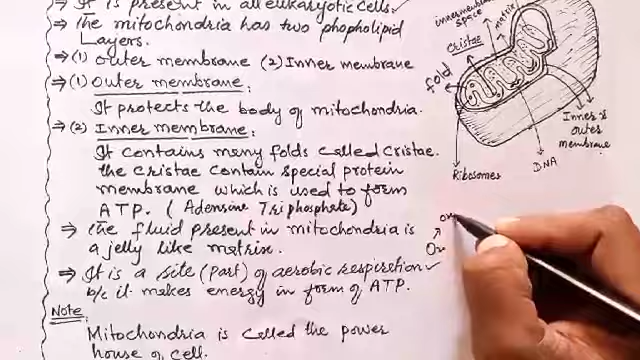 ⇒ It is present in all eukaryotic cells.
⇒ The mitochondria has two phopholipid
Layers.
⇒ (1) Outer membrane (2) Inner membrane
⇒ (1) Outer membrane:
It protects the body of mitochondria.
⇒ (2) Inner membrane:
It contains many folds called Cristae.
the Cristae contain special protein
membrane which is used to form
ATP. (Adensine Triphosphate)
⇒ The fluid present in mitochondria is
a jelly like matrix.
⇒ It is a site (part) of aerobic respiration
b/c it makes energy in form of ATP.
Note:
Mitochondria is called the power
house of cell.
space
matrix
Cristae
fold
Ribosomes
DNA
Inner &
outer
membrane